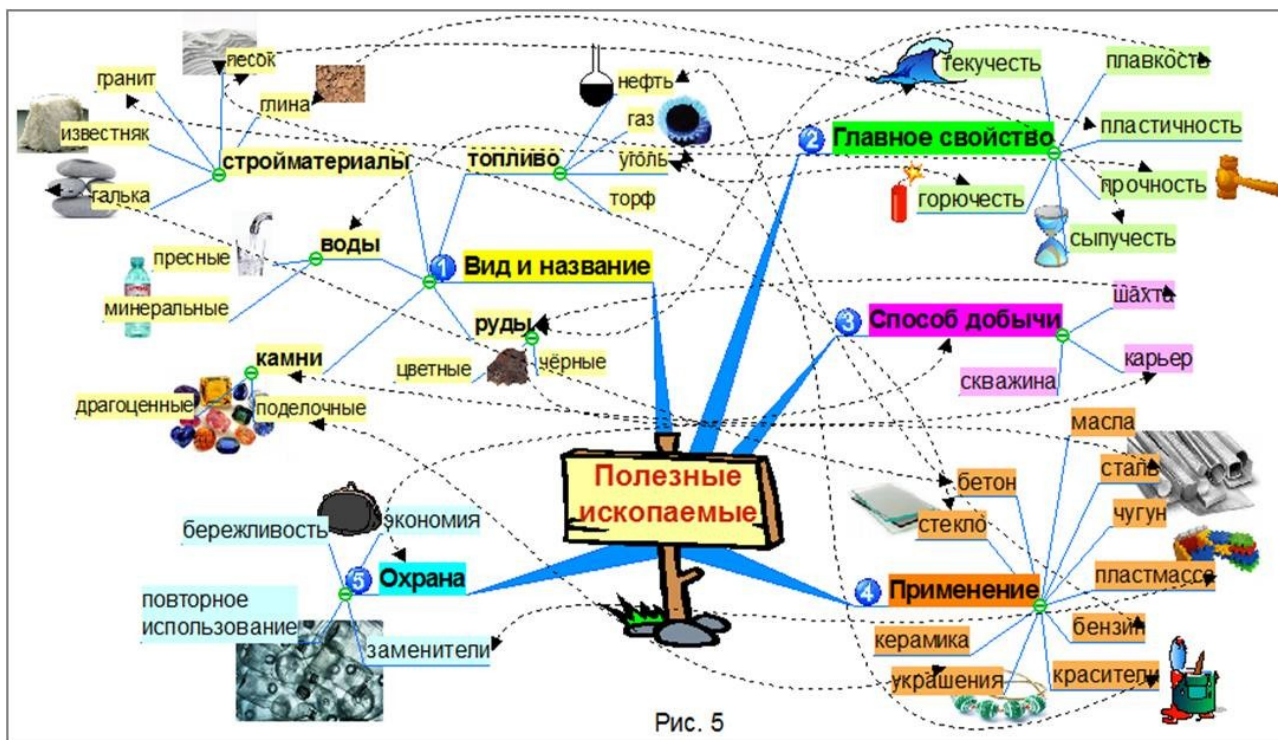 Полезные
ископаемые
1
Вид и название
стройматериалы
песок
гранит
глина
известняк
галька
топливо
нефть
газ
уголь
торф
воды
пресные
минеральные
руды
цветные
чёрные
камни
драгоценные
поделочные
2
Главное свойство
текучесть
плавкость
пластичность
прочность
горючесть
сыпучесть
3
Способ добычи
шахта
карьер
скважина
4
Применение
масла
сталь
чугун
пластмасса
бензин
красители
бетон
стекло
керамика
украшения
5
Охрана
экономия
бережливость
повторное
использование
заменители
Рис. 5